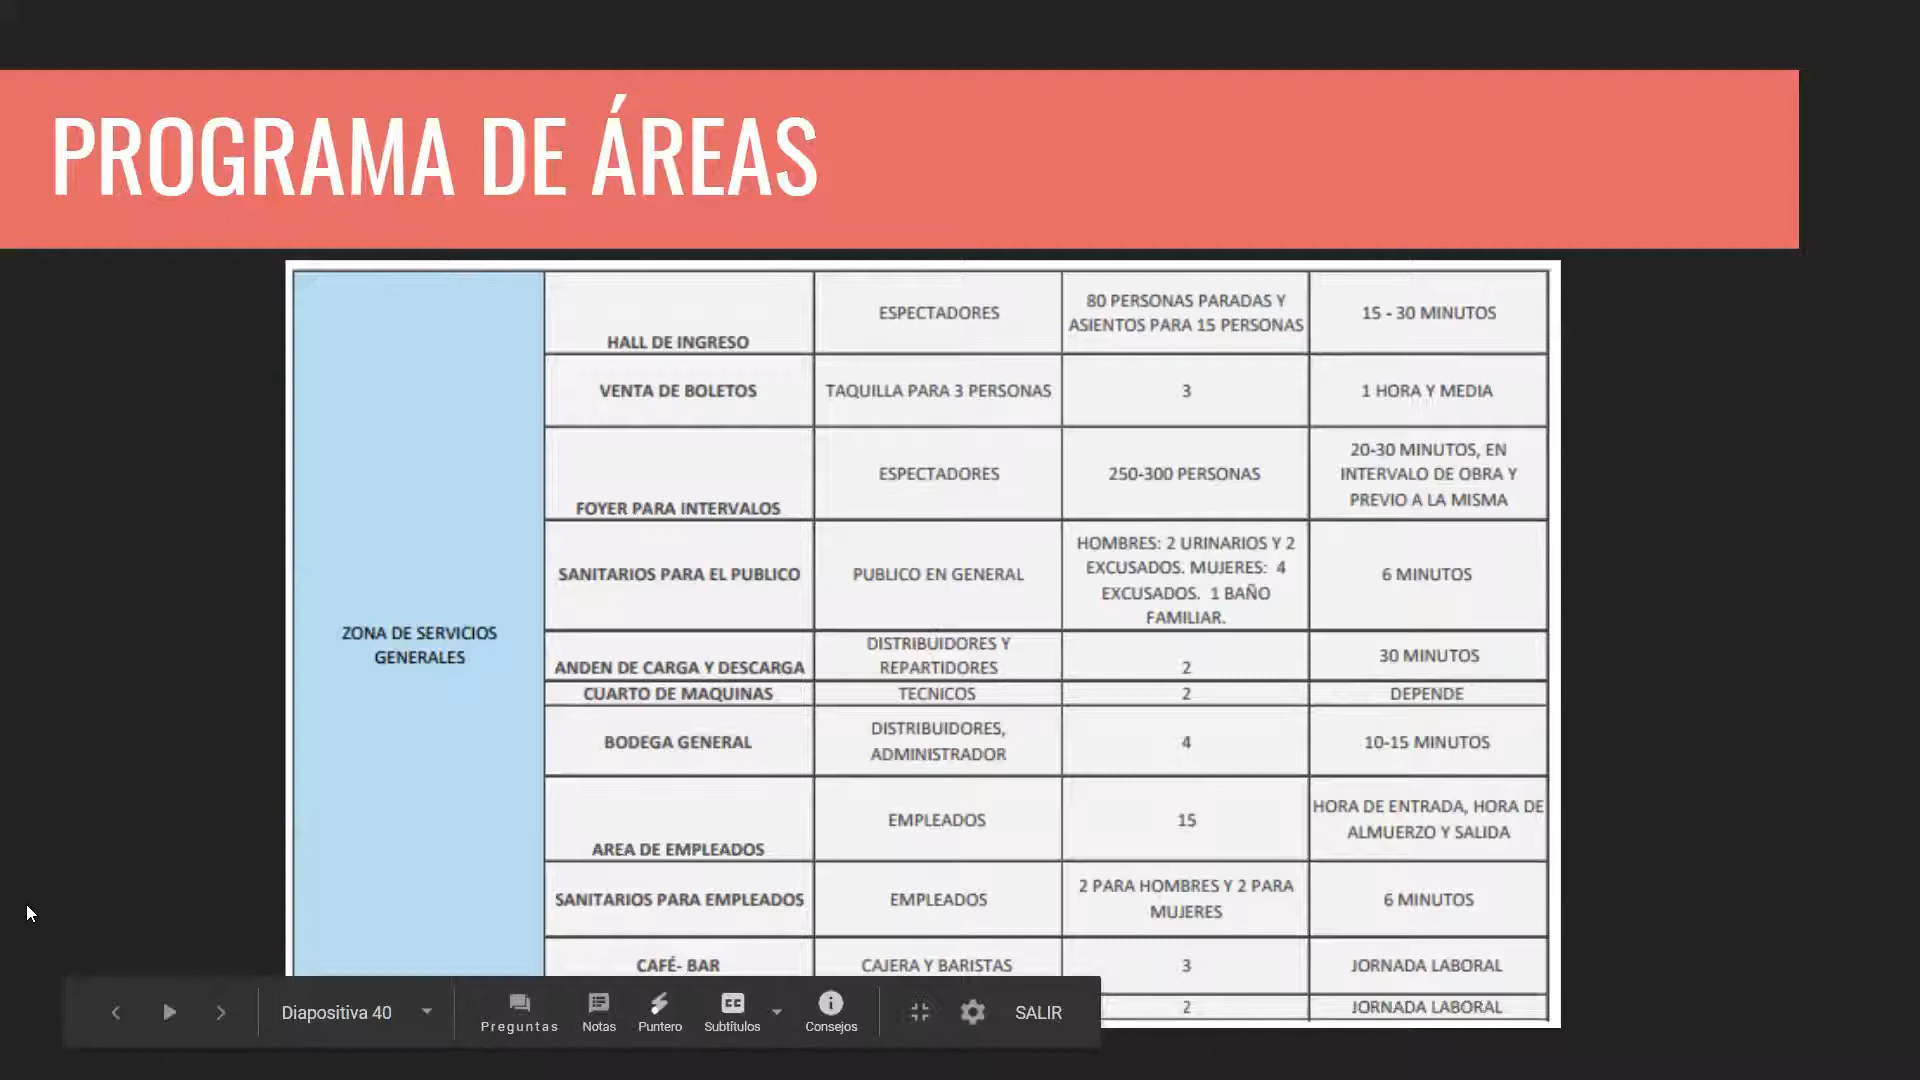 PROGRAMA DE ÁREAS
ZONA DE SERVICIOS
GENERALES
HALL DE INGRESO
ESPECTADORES
80 PERSONAS PARADAS Y
ASIENTOS PARA 15 PERSONAS
15 - 30 MINUTOS
VENTA DE BOLETOS
TAQUILLA PARA 3 PERSONAS
3
1 HORA Y MEDIA
FOYER PARA INTERVALOS
ESPECTADORES
250-300 PERSONAS
20-30 MINUTOS, EN
INTERVALO DE OBRA Y
PREVIO A LA MISMA
SANITARIOS PARA EL PUBLICO
PUBLICO EN GENERAL
HOMBRES: 2 URINARIOS Y 2
EXCUSADOS. MUJERES: 4
EXCUSADOS. 1 BAÑO
FAMILIAR.
6 MINUTOS
ANDEN DE CARGA Y DESCARGA
DISTRIBUIDORES Y
REPARTIDORES
2
30 MINUTOS
CUARTO DE MAQUINAS
TECNICOS
2
DEPENDE
BODEGA GENERAL
DISTRIBUIDORES,
ADMINISTRADOR
4
10-15 MINUTOS
AREA DE EMPLEADOS
EMPLEADOS
15
HORA DE ENTRADA, HORA DE
ALMUERZO Y SALIDA
SANITARIOS PARA EMPLEADOS
EMPLEADOS
2 PARA HOMBRES Y 2 PARA
MUJERES
6 MINUTOS
CAFÉ- BAR
CAJERA Y BARISTAS
3
JORNADA LABORAL
2
JORNADA LABORAL
Diapositiva 40
Preguntas
Notas
Puntero
CC
Subtítulos
Consejos
SALIR